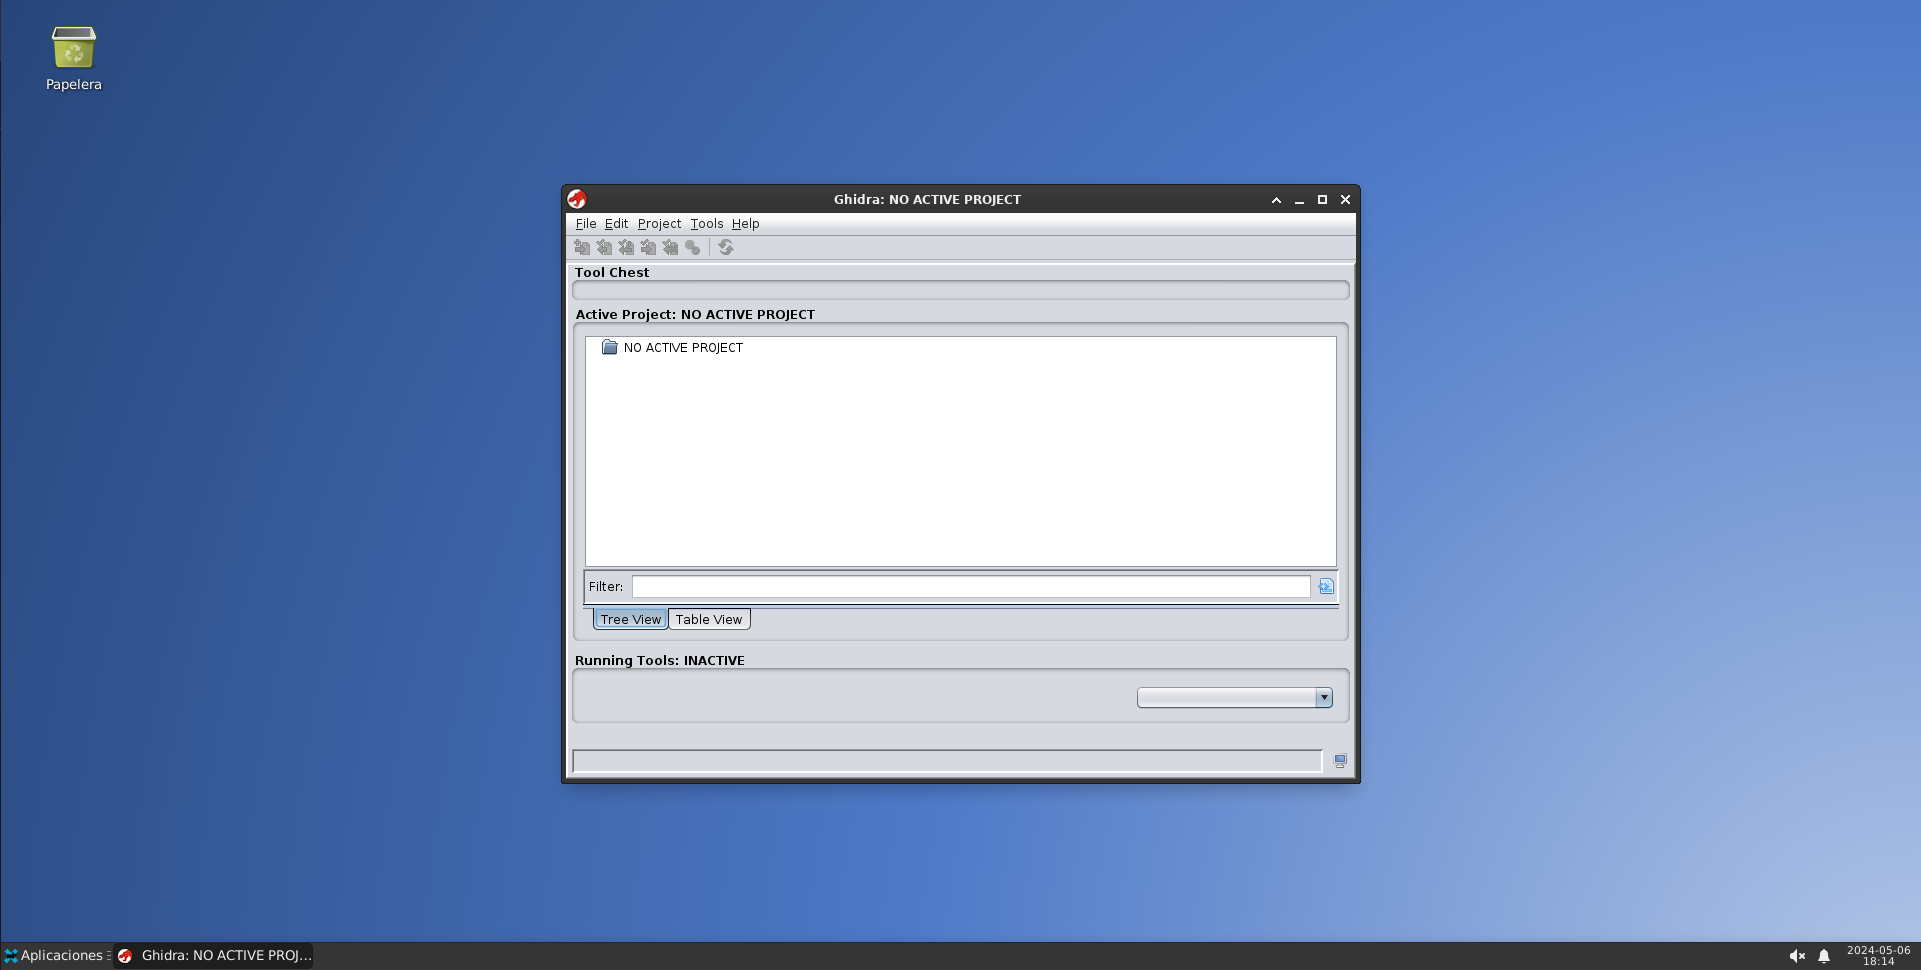 Papelera
Ghidra: NO ACTIVE PROJECT
File Edit Project Tools Help
Tool Chest
Active Project: NO ACTIVE PROJECT
NO ACTIVE PROJECT
Filter:
Tree View Table View
Running Tools: INACTIVE
Aplicaciones Ghidra: NO ACTIVE PROJ... 2024-05-06
18:14